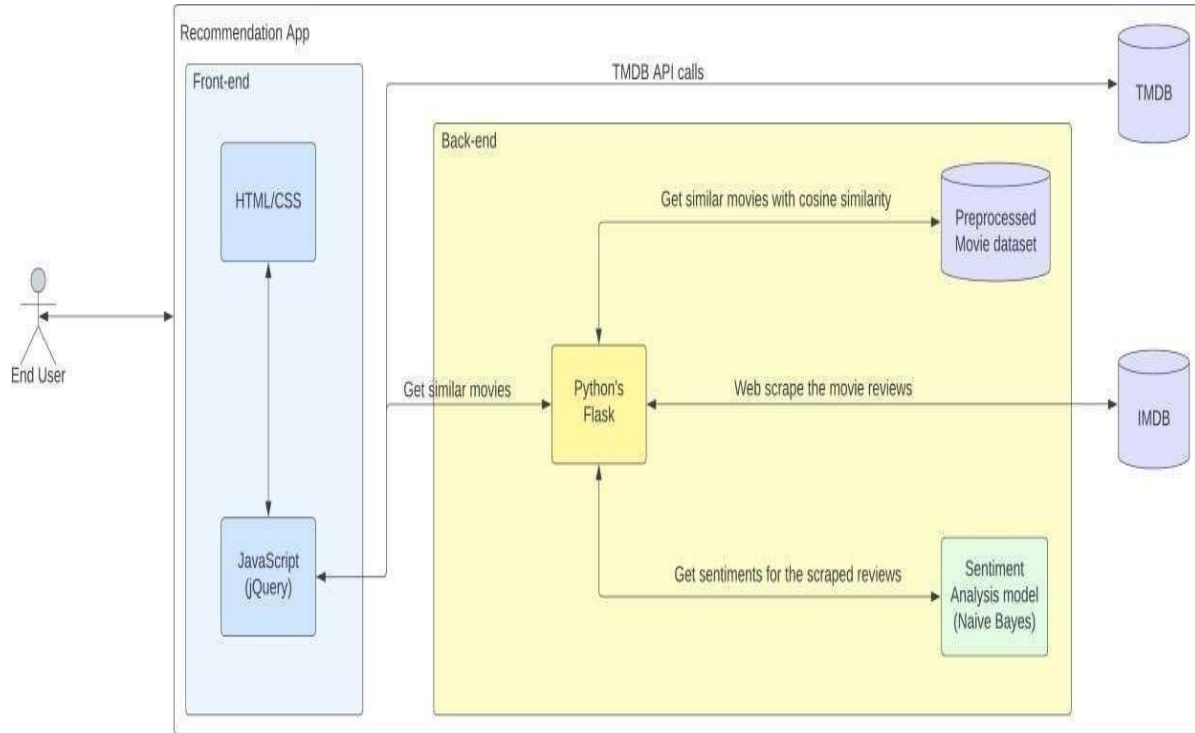 Recommendation App
Front-end
TMDB API calls
TMDB
Back-end
HTML/CSS
Get similar movies with cosine similarity
Preprocessed
Movie dataset
End User
Get similar movies
Python's
Flask
Web scrape the movie reviews
IMDB
JavaScript
(jQuery)
Get sentiments for the scraped reviews
Sentiment
Analysis model
(Naive Bayes)